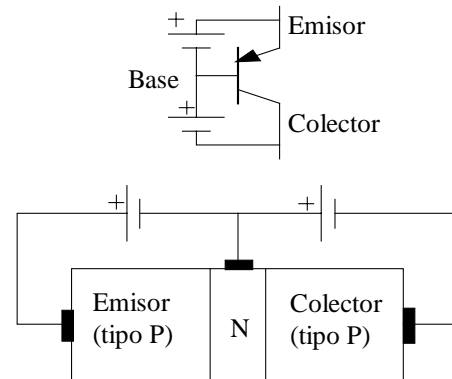 +
Emisor
Base
+
Colector
+
+
Emisor
(tipo P)
N
Colector
(tipo P)